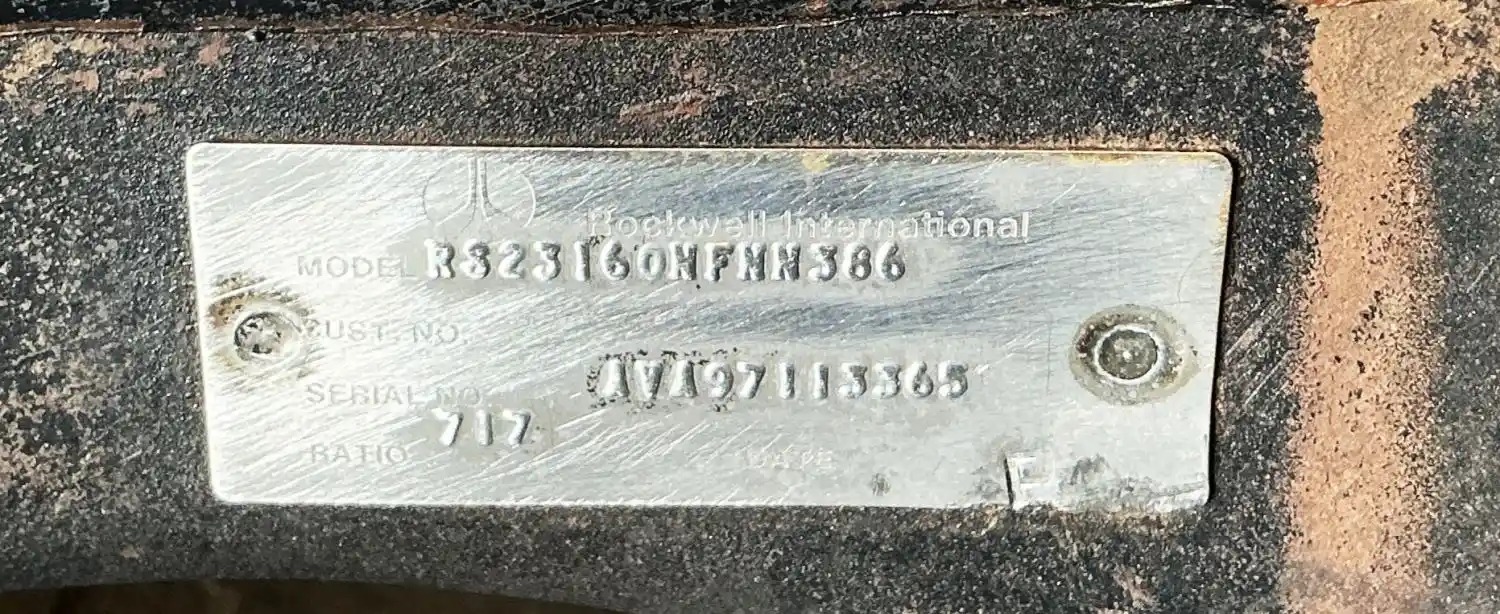 Rockwell International
MODEL RS23160NFNN386
CUST. NO.
SERIAL NO. AVA97113365
RATIO 717
DATE
F